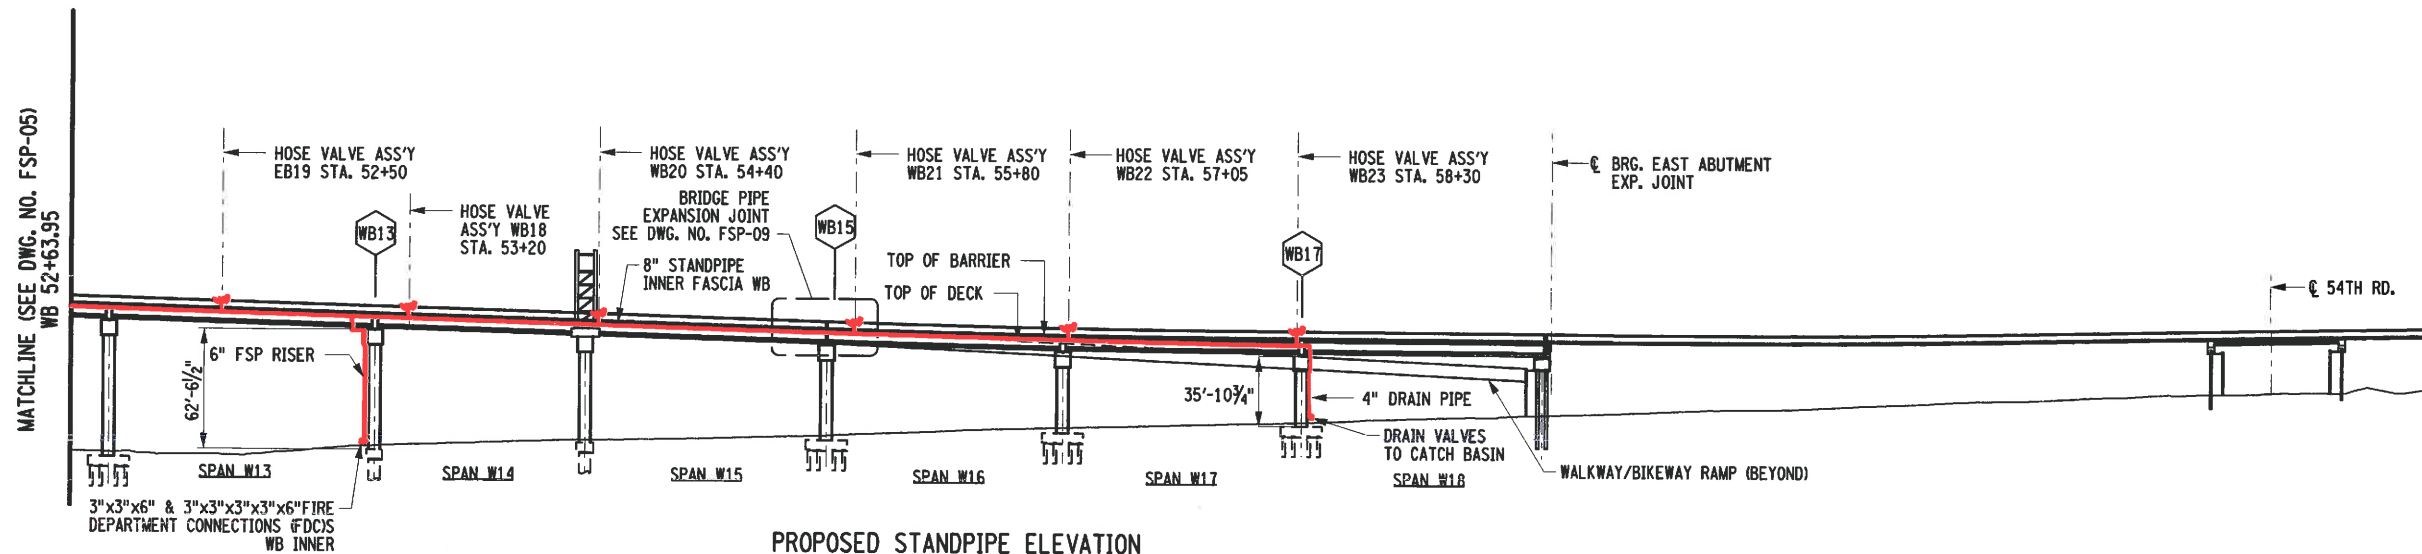 MATCHLINE (SEE DWG. NO. FSP-05)
WB 52+63.95
HOSE VALVE ASS'Y
EB19 STA. 52+50
HOSE VALVE
ASS'Y WB18
STA. 53+20
WB13
HOSE VALVE ASS'Y
WB20 STA. 54+40
BRIDGE PIPE
EXPANSION JOINT
SEE DWG. NO. FSP-09
8" STANDPIPE
INNER FASCIA WB
WB15
HOSE VALVE ASS'Y
WB21 STA. 55+80
TOP OF BARRIER
TOP OF DECK
HOSE VALVE ASS'Y
WB22 STA. 57+05
HOSE VALVE ASS'Y
WB23 STA. 58+30
WB17
℄ BRG. EAST ABUTMENT
EXP. JOINT
℄ 54TH RD.
62'-6½"
6" FSP RISER
35'-10¾"
4" DRAIN PIPE
DRAIN VALVES
TO CATCH BASIN
WALKWAY/BIKEWAY RAMP (BEYOND)
SPAN W13
SPAN W14
SPAN W15
SPAN W16
SPAN W17
SPAN W18
3"x3"x6" & 3"x3"x3"x3"x6"FIRE
DEPARTMENT CONNECTIONS (FDC)S
WB INNER
PROPOSED STANDPIPE ELEVATION